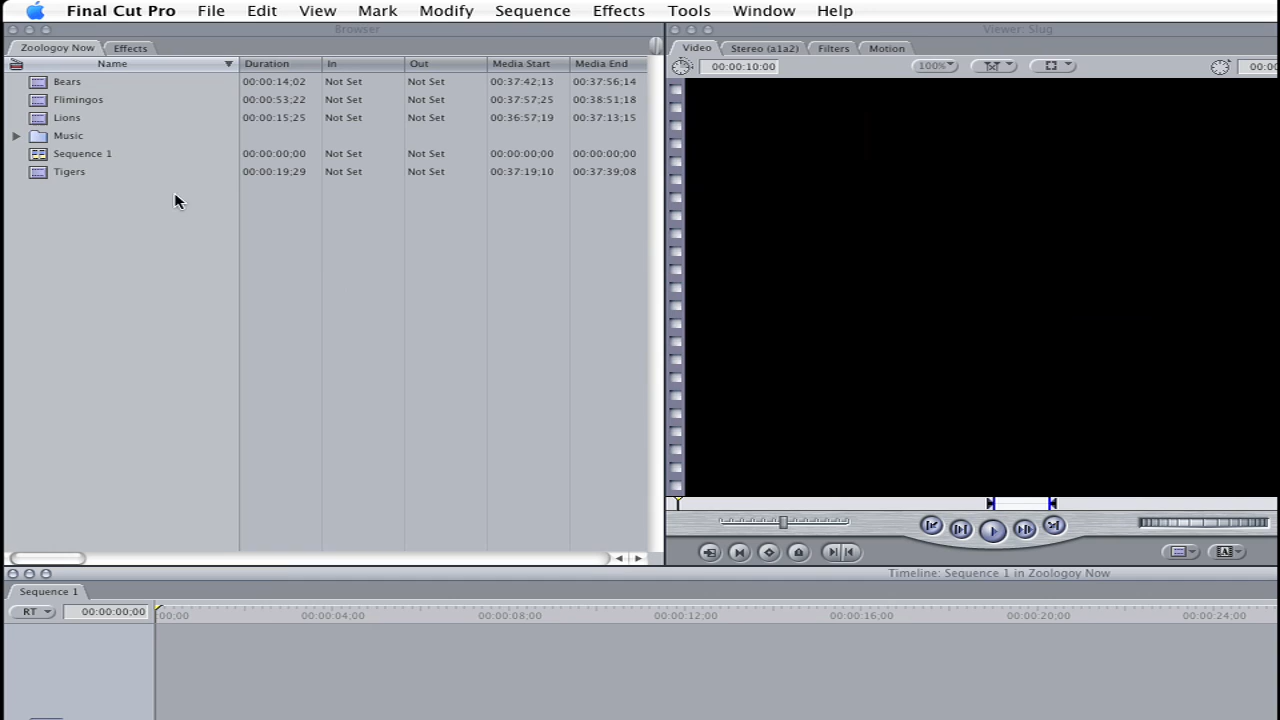 Final Cut Pro File Edit View Mark Modify Sequence Effects Tools Window Help
Browser
Zoologoy Now Effects
Name Duration In Out Media Start Media End
Bears 00:00:14;02 Not Set Not Set 00:37:42;13 00:37:56;14
Flimingos 00:00:53;22 Not Set Not Set 00:37:57;25 00:38:51;18
Lions 00:00:15;25 Not Set Not Set 00:36:57;19 00:37:13;15
Music
Sequence 1 00:00:00;00 Not Set Not Set 00:00:00;00 00:00:00;00
Tigers 00:00:19;29 Not Set Not Set 00:37:19;10 00:37:39;08
Viewer: Slug
Video Stereo (a1a2) Filters Motion
00:00:10:00 100% 00:00
Timeline: Sequence 1 in Zoologoy Now
Sequence 1
RT 00:00:00;00 :00;00 00:00:04;00 00:00:08;00 00:00:12;00 00:00:16;00 00:00:20;00 00:00:24;00